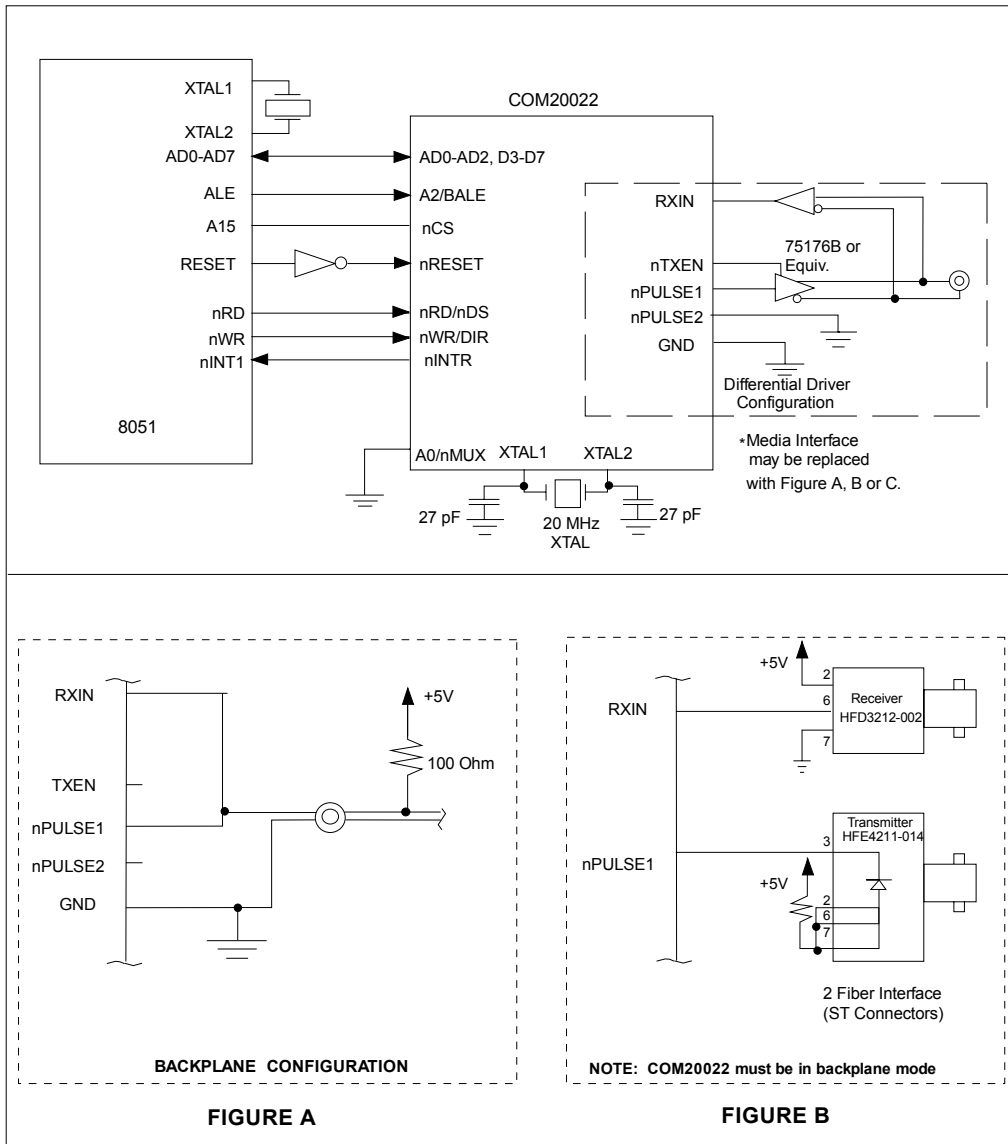 COM20022
XTAL1
XTAL2
AD0-AD7
ALE
A15
RESET
nRD
nWR
nINT1
8051
AD0-AD2, D3-D7
A2/BALE
nCS
nRESET
nRD/nDS
nWR/DIR
nINTR
A0/nMUX
XTAL1
XTAL2
27 pF
20 MHz
XTAL
27 pF
RXIN
nTXEN
nPULSE1
nPULSE2
GND
75176B or
Equiv.
Differential Driver
Configuration
*Media Interface
may be replaced
with Figure A, B or C.
RXIN
TXEN
nPULSE1
nPULSE2
GND
+5V
100 Ohm
BACKPLANE CONFIGURATION
FIGURE A
RXIN
nPULSE1
+5V
2
6
7
Receiver
HFD3212-002
Transmitter
HFE4211-014
3
+5V
2
6
7
2 Fiber Interface
(ST Connectors)
NOTE: COM20022 must be in backplane mode
FIGURE B